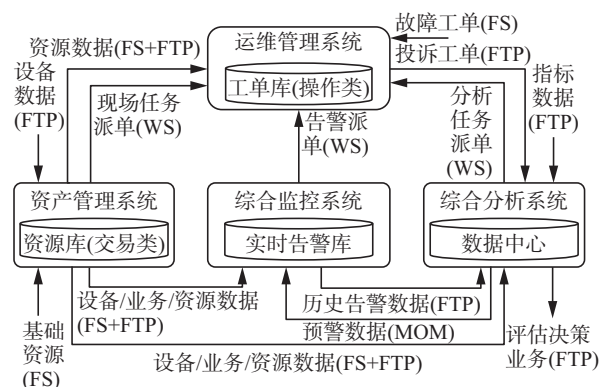 故障工单(FS)
资源数据(FS+FTP)
运维管理系统
投诉工单(FTP)
设备
数据
(FTP)
工单库(操作类)
指标
数据
(FTP)
现场任务
派单(WS)
告警派
单(WS)
分析
任务
派单
(WS)
资产管理系统
综合监控系统
综合分析系统
资源库(交易类)
实时告警库
数据中心
设备/业务/资源数据
(FS+FTP)
历史告警数据(FTP)
基础
资源
(FS)
预警数据(MOM)
评估决策
业务(FTP)
设备/业务/资源数据(FS+FTP)